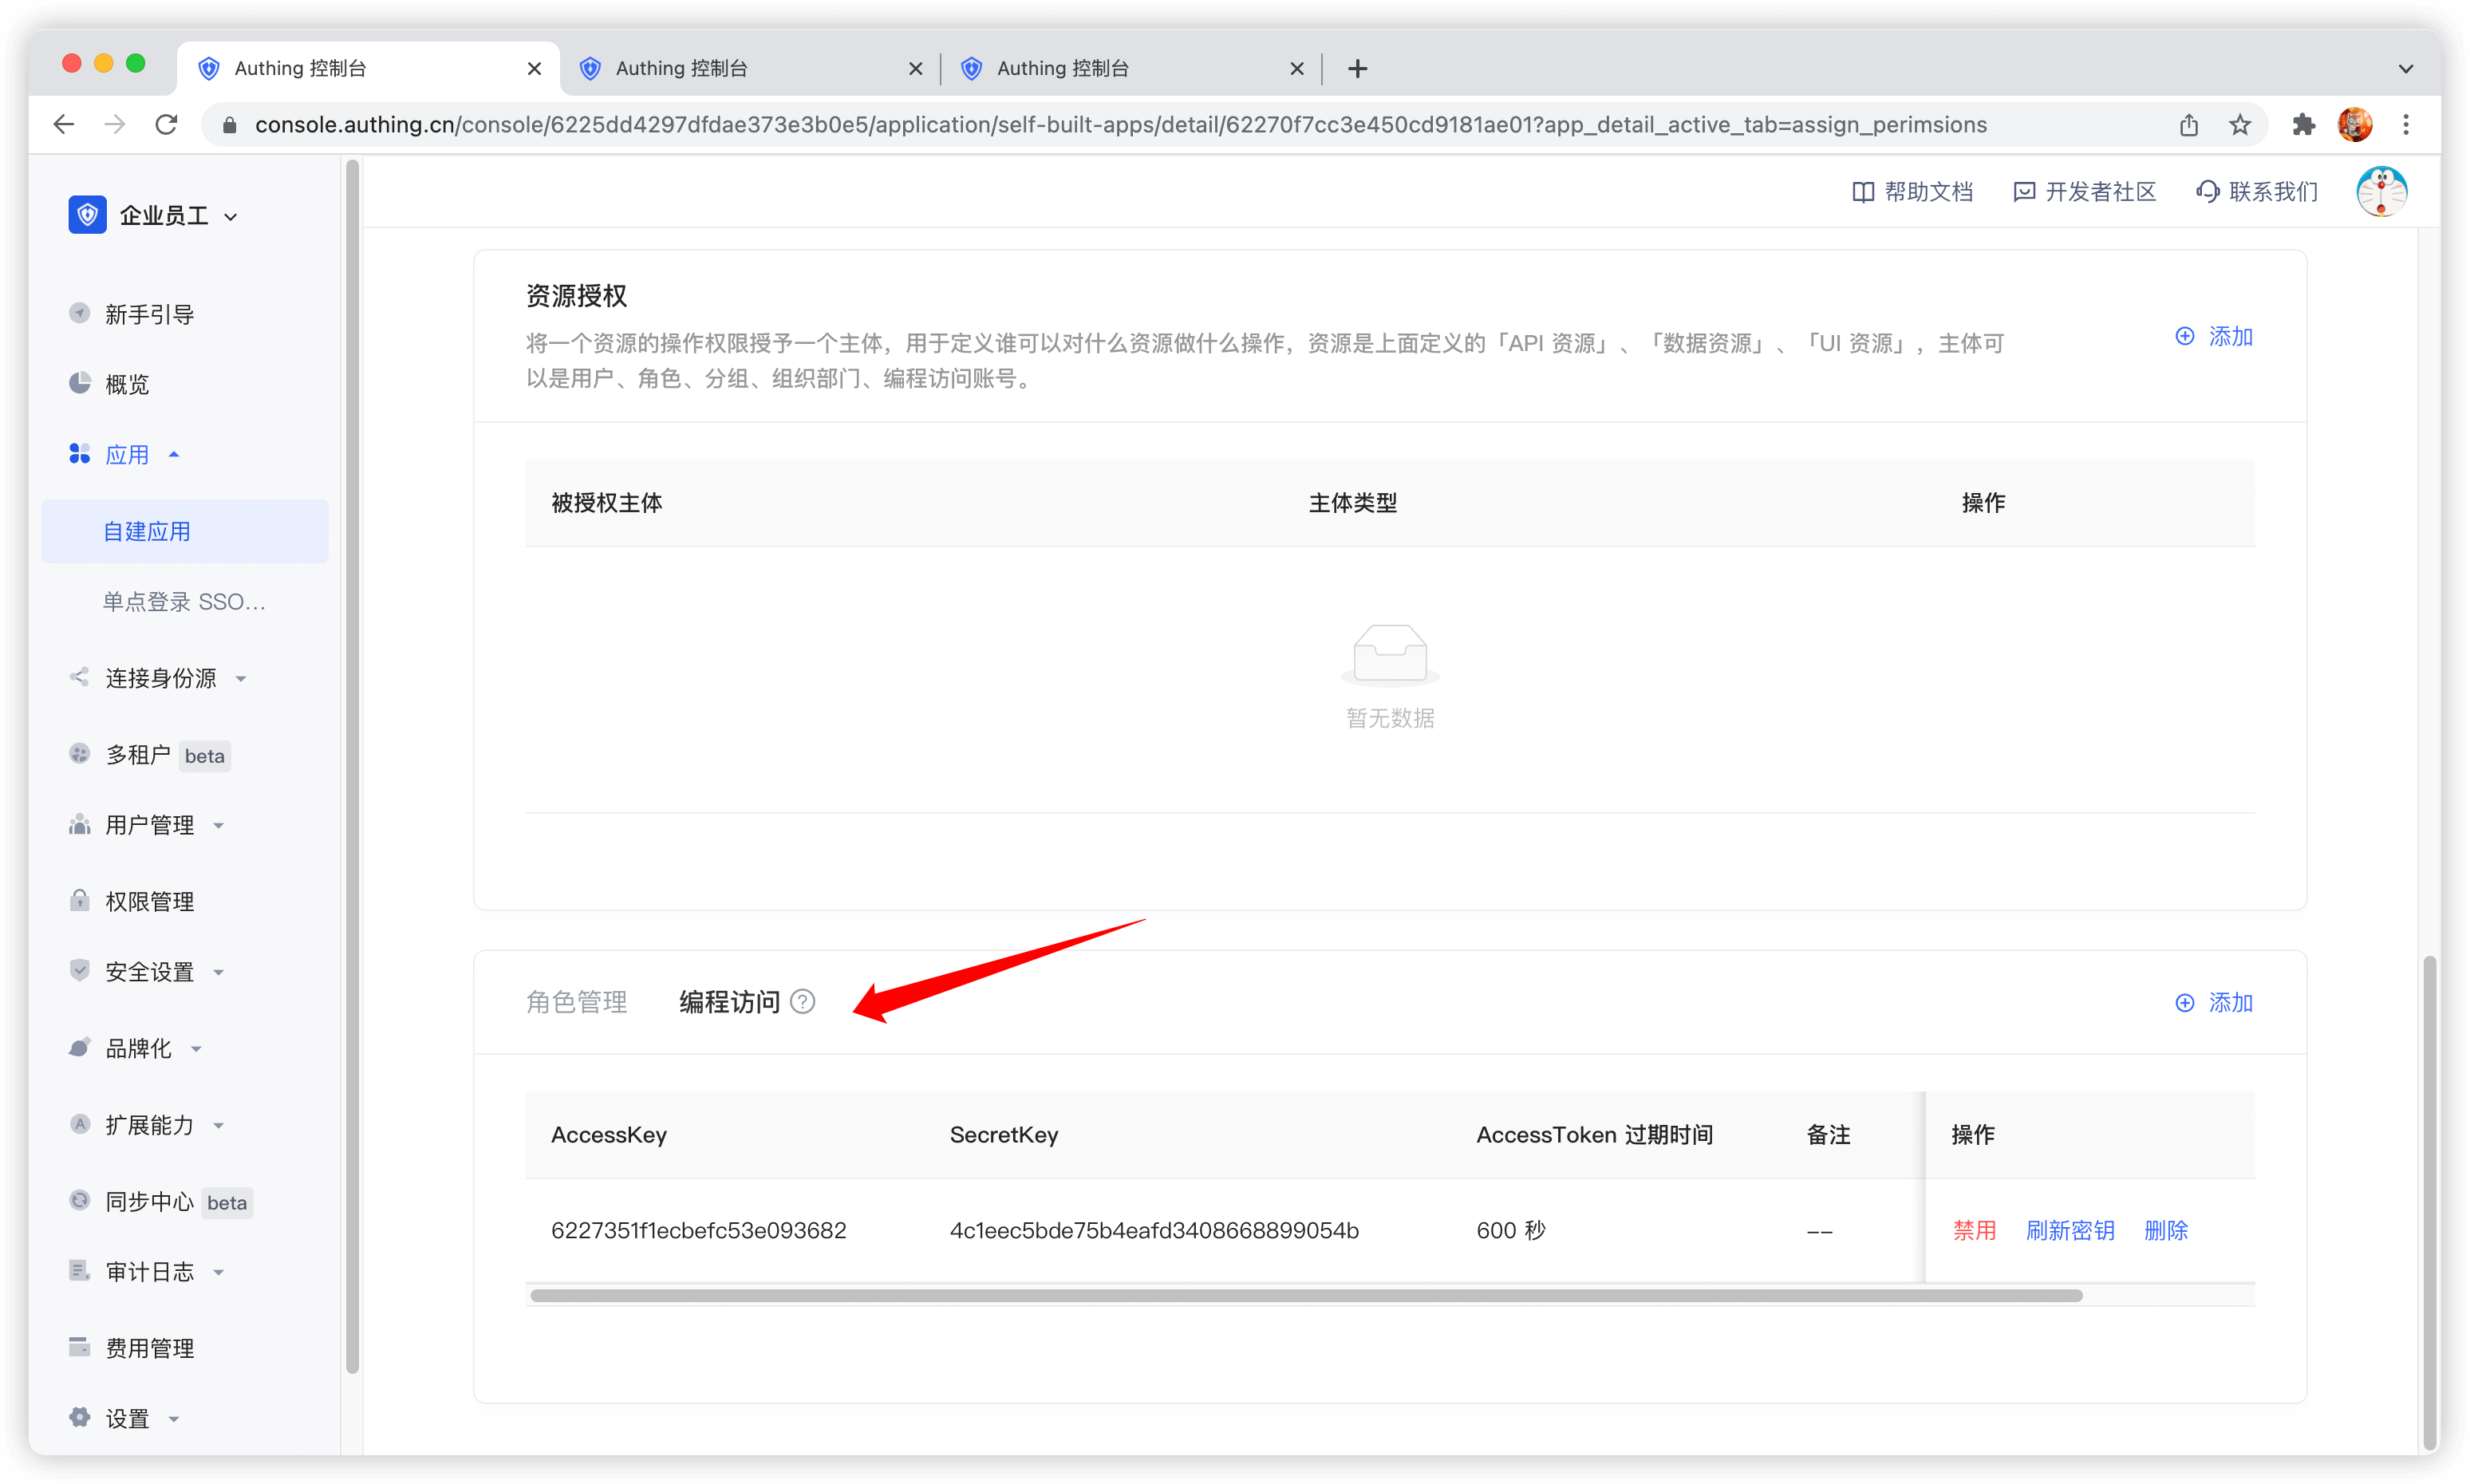 Authing 控制台
Authing 控制台
Authing 控制台
console.authing.cn/console/6225dd4297dfdae373e3b0e5/application/self-built-apps/detail/62270f7cc3e450cd9181ae01?app_detail_active_tab=assign_perimsions
企业员工
帮助文档
开发者社区
联系我们
新手引导
概览
应用
自建应用
单点登录 SSO...
连接身份源
多租户 beta
用户管理
权限管理
安全设置
品牌化
扩展能力
同步中心 beta
审计日志
费用管理
设置
资源授权
将一个资源的操作权限授予一个主体，用于定义谁可以对什么资源做什么操作，资源是上面定义的「API 资源」、「数据资源」、「UI 资源」，主体可
以是用户、角色、分组、组织部门、编程访问账号。
添加
被授权主体 主体类型 操作
暂无数据
角色管理 编程访问 ?
添加
AccessKey SecretKey AccessToken 过期时间 备注 操作
6227351f1ecbefc53e093682 4c1eec5bde75b4eafd3408668899054b 600 秒 -- 禁用 刷新密钥 删除